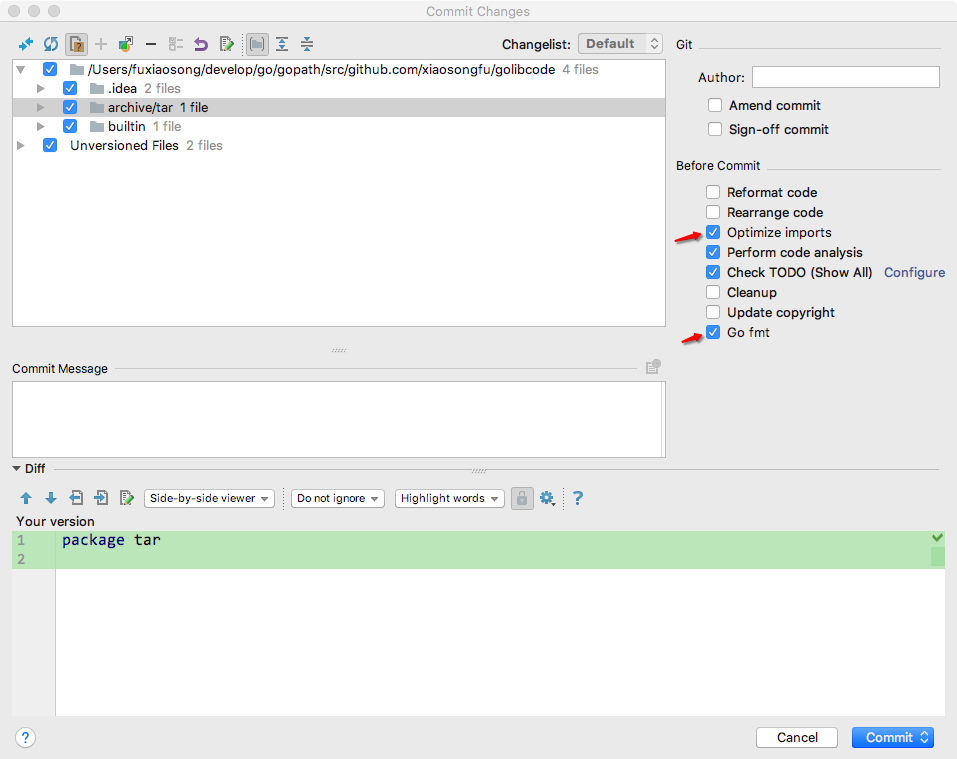 Commit Changes
Changelist: Default
/Users/fuxiaosong/develop/go/gopath/src/github.com/xiaosongfu/golibcode 4 files
.idea 2 files
archive/tar 1 file
builtin 1 file
Unversioned Files 2 files
Git
Author:
Amend commit
Sign-off commit
Before Commit
Reformat code
Rearrange code
Optimize imports
Perform code analysis
Check TODO (Show All) Configure
Cleanup
Update copyright
Go fmt
Commit Message
Diff
Side-by-side viewer Do not ignore Highlight words ?
Your version
1 package tar
2
? Cancel Commit